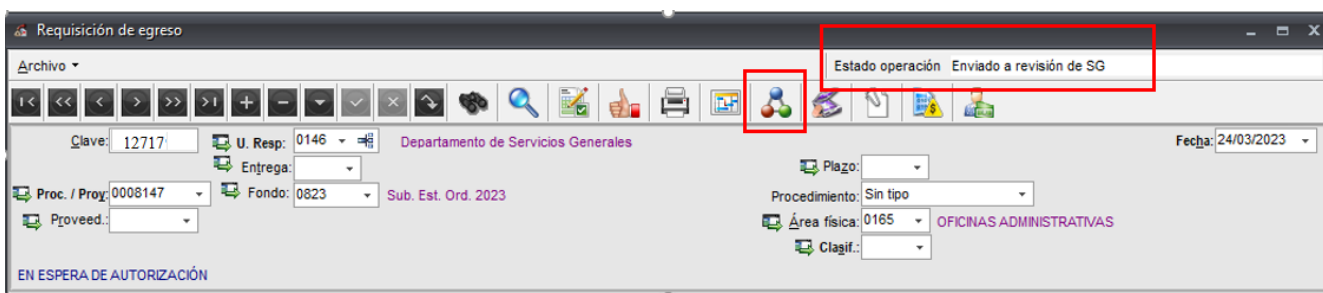 Requisición de egreso
Archivo Estado operación Enviado a revisión de SG
Clave: 12717 U. Resp: 0146 Departamento de Servicios Generales Fecha: 24/03/2023
Entrega: Plazo:
Proc. / Proy: 0008147 Fondo: 0823 Sub. Est. Ord. 2023 Procedimiento: Sin tipo
Proveed.: Área física: 0165 OFICINAS ADMINISTRATIVAS
Clasif.:
EN ESPERA DE AUTORIZACIÓN